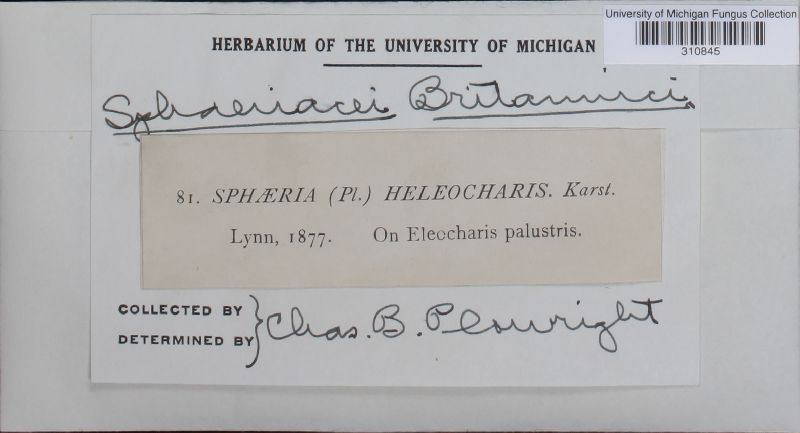 University of Michigan Fungus Collection
310845
HERBARIUM OF THE UNIVERSITY OF MICHIGAN
Sphaeriacei Britannici
81. SPHÆRIA (Pl.) HELEOCHARIS. Karst.
Lynn, 1877. On Eleocharis palustris.
COLLECTED BY
DETERMINED BY } Chas. B. Plowright